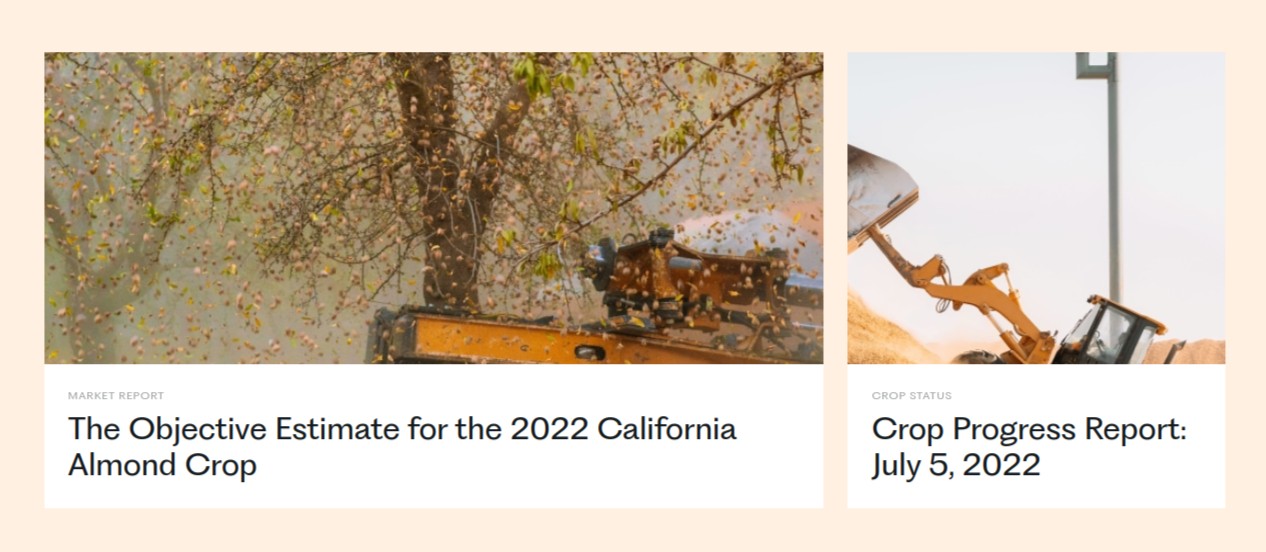 MARKET REPORT
The Objective Estimate for the 2022 California
Almond Crop
CROP STATUS
Crop Progress Report:
July 5, 2022